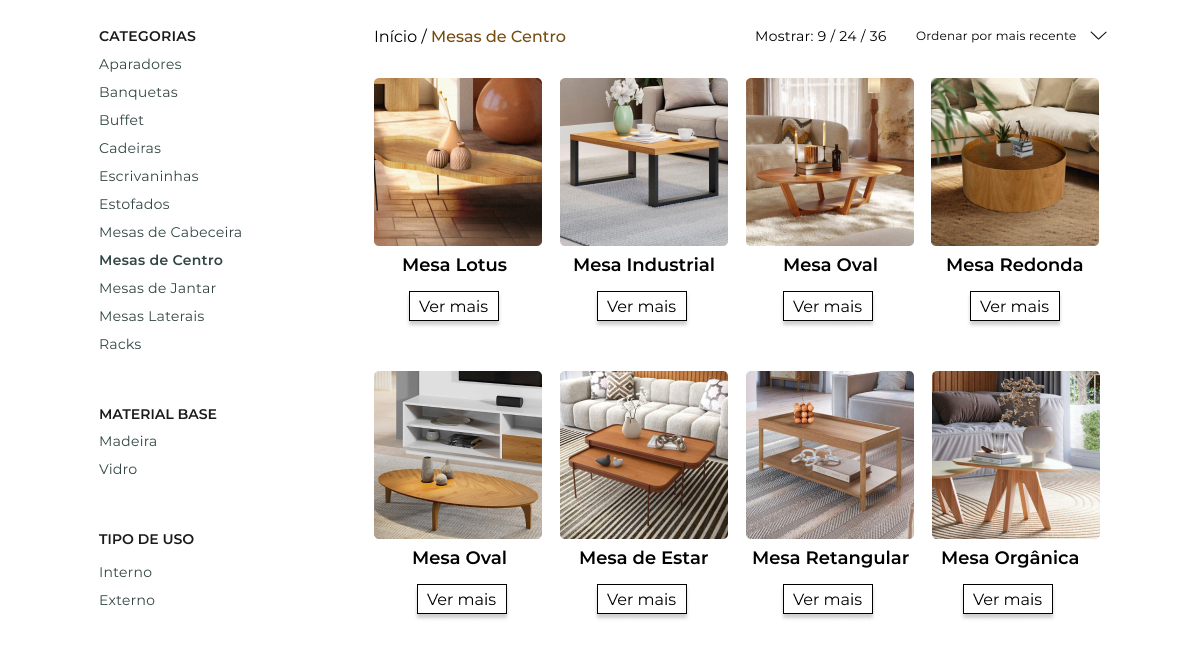 CATEGORIAS
Aparadores
Banquetas
Buffet
Cadeiras
Escrivaninhas
Estofados
Mesas de Cabeceira
Mesas de Centro
Mesas de Jantar
Mesas Laterais
Racks
MATERIAL BASE
Madeira
Vidro
TIPO DE USO
Interno
Externo
Início / Mesas de Centro
Mostrar: 9 / 24 / 36
Ordenar por mais recente
Mesa Lotus
Mesa Industrial
Mesa Oval
Mesa Redonda
Ver mais
Ver mais
Ver mais
Ver mais
Mesa Oval
Mesa de Estar
Mesa Retangular
Mesa Orgânica
Ver mais
Ver mais
Ver mais
Ver mais